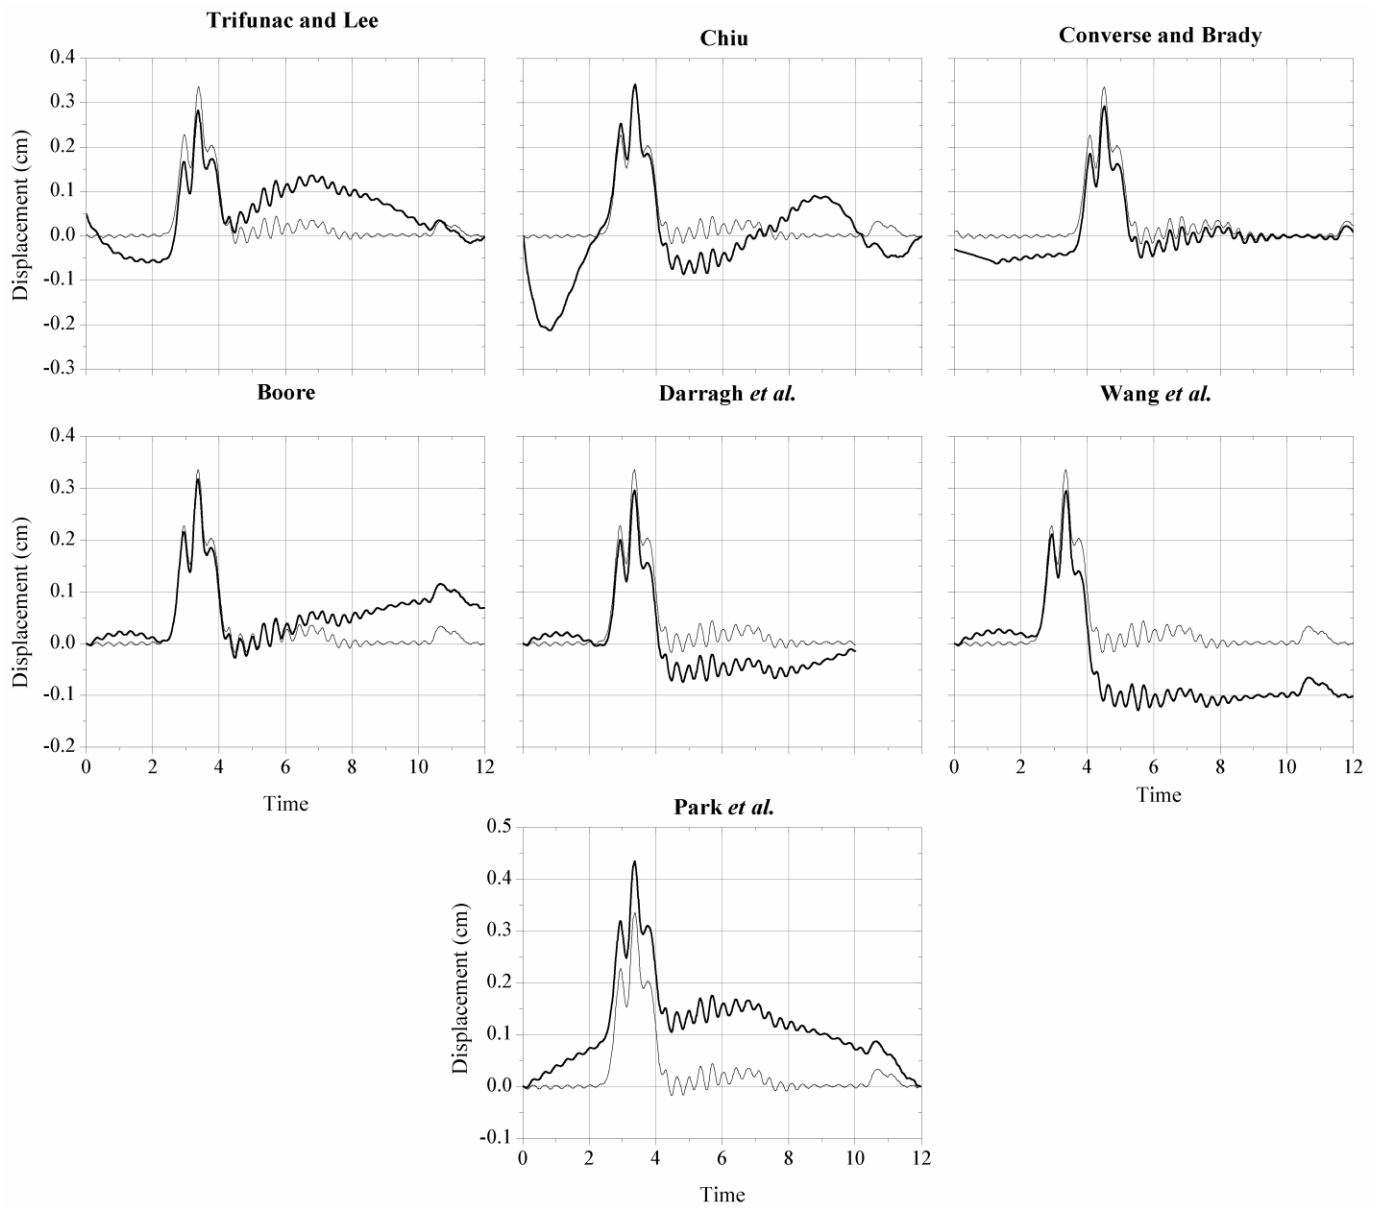 Trifunac and Lee
Chiu
Converse and Brady
Displacement (cm)
0.4
0.3
0.2
0.1
0.0
-0.1
-0.2
-0.3
Boore
Darragh et al.
Wang et al.
Displacement (cm)
0.4
0.3
0.2
0.1
0.0
-0.1
-0.2
0 2 4 6 8 10 12
0 2 4 6 8 10 12
Time
Time
Park et al.
Displacement (cm)
0.5
0.4
0.3
0.2
0.1
0.0
-0.1
0 2 4 6 8 10 12
Time